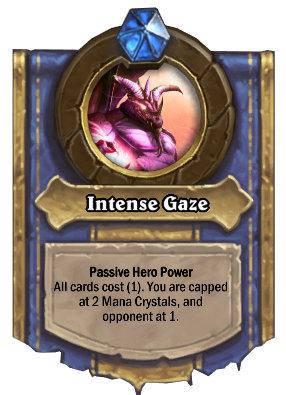 Intense Gaze
Passive Hero Power
All cards cost (1). You are capped
at 2 Mana Crystals, and
opponent at 1.